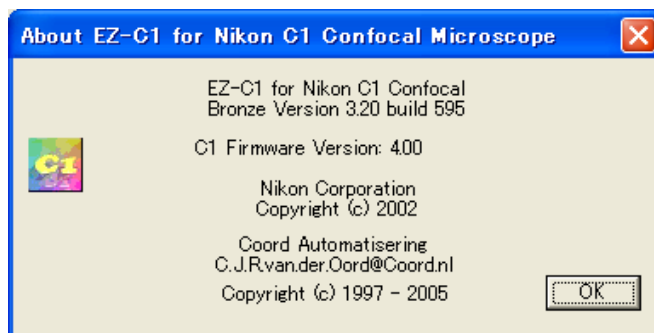 About EZ-C1 for Nikon C1 Confocal Microscope
EZ-C1 for Nikon C1 Confocal
Bronze Version 3.20 build 595
C1
C1 Firmware Version: 4.00
Nikon Corporation
Copyright (c) 2002
Coord Automatisering
C.J.R.van.der.Oord@Coord.nl
Copyright (c) 1997 - 2005
OK